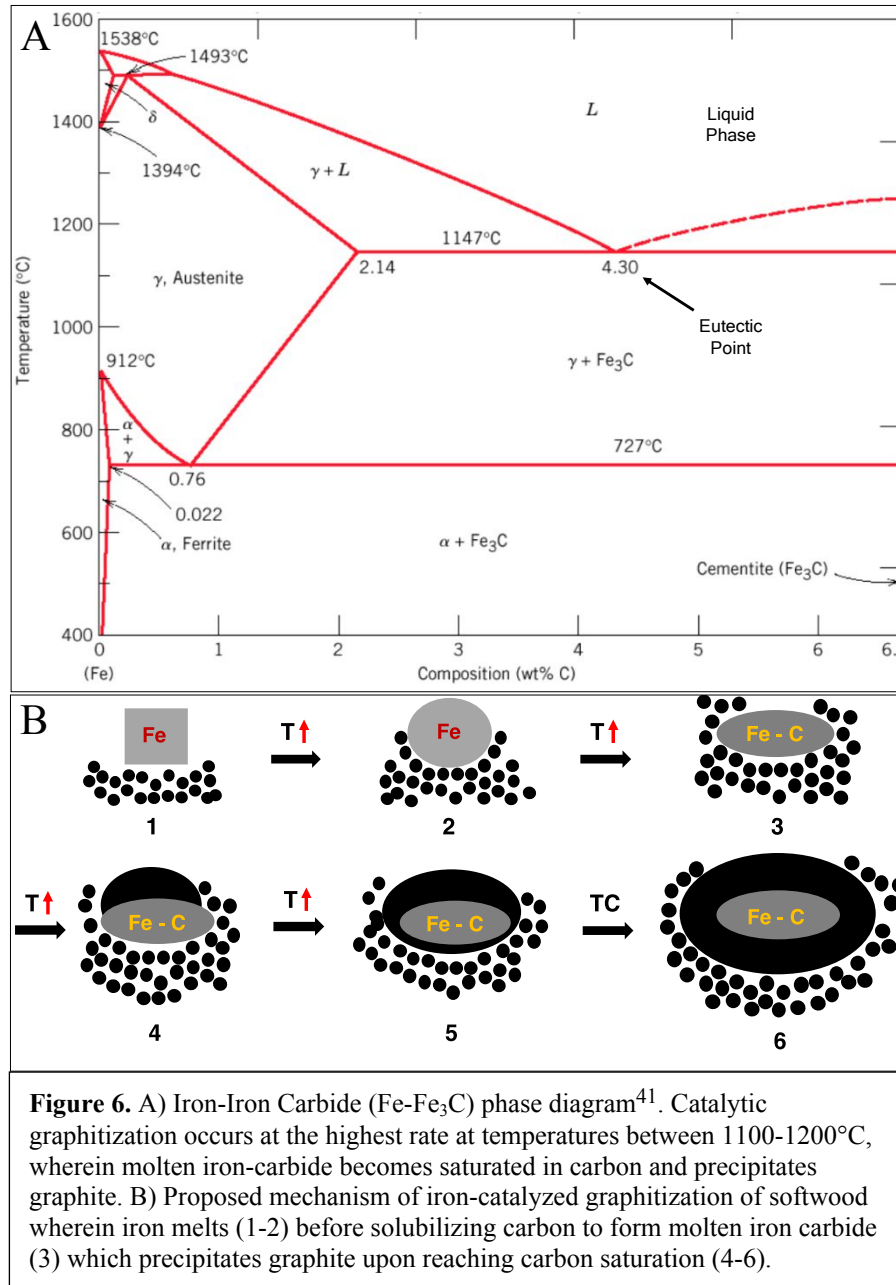 A
1600
1538°C
1493°C
δ
L
Liquid
Phase
1400
1394°C
γ + L
1200
1147°C
2.14
4.30
γ, Austenite
Eutectic
Point
1000
γ + Fe₃C
912°C
α
+
γ
800
727°C
0.76
0.022
600
α, Ferrite
α + Fe₃C
Cementite (Fe₃C)
400
Temperature (°C)
0
1
2
3
4
5
6
6.
(Fe)
Composition (wt% C)
B
Fe
T
Fe
T
Fe - C
1
2
3
T
Fe - C
T
Fe - C
TC
Fe - C
4
5
6
Figure 6. A) Iron-Iron Carbide (Fe-Fe₃C) phase diagram⁴¹. Catalytic
graphitization occurs at the highest rate at temperatures between 1100-1200°C,
wherein molten iron-carbide becomes saturated in carbon and precipitates
graphite. B) Proposed mechanism of iron-catalyzed graphitization of softwood
wherein iron melts (1-2) before solubilizing carbon to form molten iron carbide
(3) which precipitates graphite upon reaching carbon saturation (4-6).